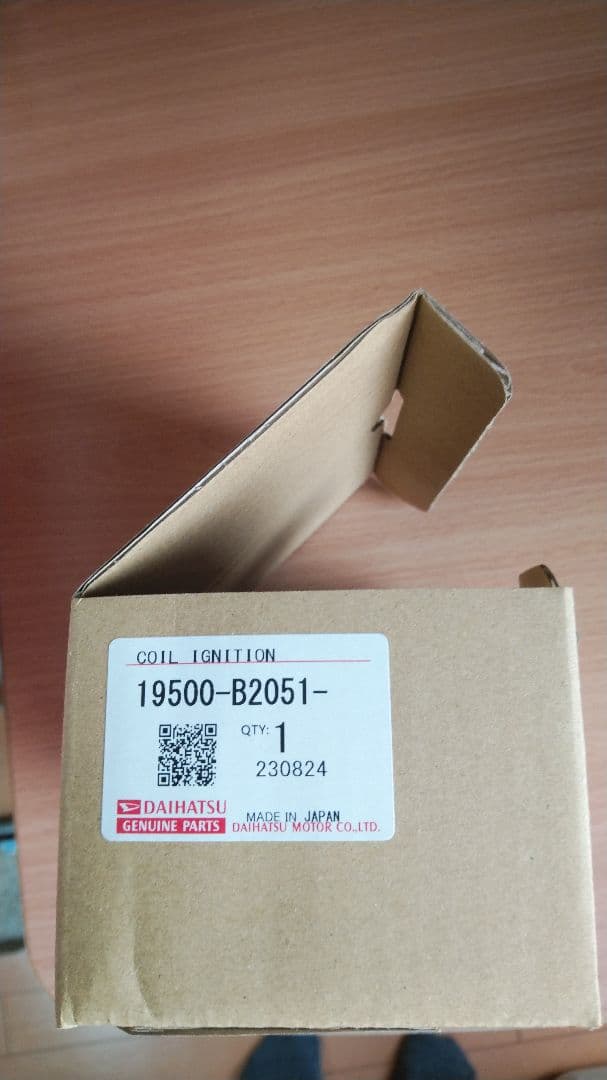 COIL IGNITION
19500-B2051-
QTY: 1
230824
DAIHATSU
GENUINE PARTS
MADE IN JAPAN
DAIHATSU MOTOR CO.,LTD.